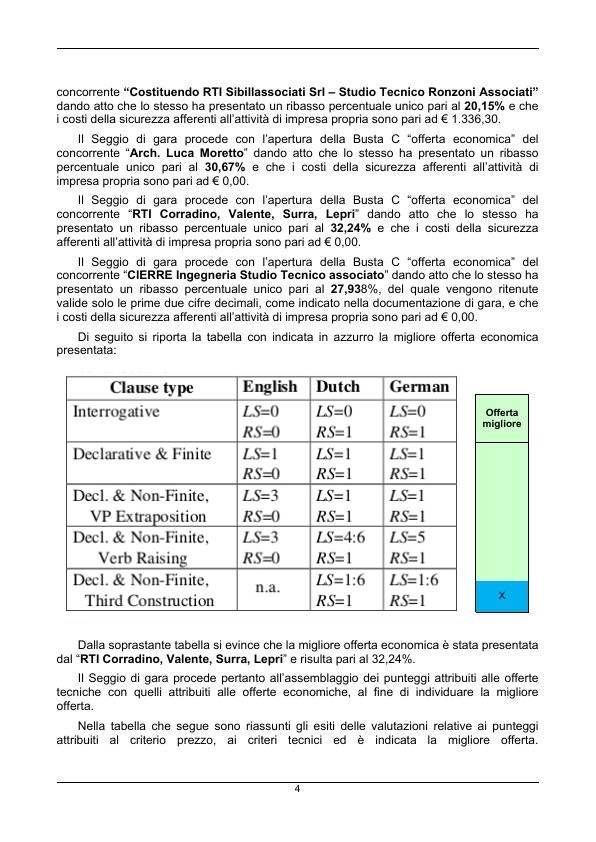 concorrente “Costituendo RTI Sibillassociati Srl – Studio Tecnico Ronzoni Associati”
dando atto che lo stesso ha presentato un ribasso percentuale unico pari al 20,15% e che
i costi della sicurezza afferenti all’attività di impresa propria sono pari ad € 1.336,30.
Il Seggio di gara procede con l’apertura della Busta C “offerta economica” del
concorrente “Arch. Luca Moretto” dando atto che lo stesso ha presentato un ribasso
percentuale unico pari al 30,67% e che i costi della sicurezza afferenti all’attività di
impresa propria sono pari ad € 0,00.
Il Seggio di gara procede con l’apertura della Busta C “offerta economica” del
concorrente “RTI Corradino, Valente, Surra, Lepri” dando atto che lo stesso ha
presentato un ribasso percentuale unico pari al 32,24% e che i costi della sicurezza
afferenti all’attività di impresa propria sono pari ad € 0,00.
Il Seggio di gara procede con l’apertura della Busta C “offerta economica” del
concorrente “CIERRE Ingegneria Studio Tecnico associato” dando atto che lo stesso ha
presentato un ribasso percentuale unico pari al 27,938%, del quale vengono ritenute
valide solo le prime due cifre decimali, come indicato nella documentazione di gara, e che
i costi della sicurezza afferenti all’attività di impresa propria sono pari ad € 0,00.
Di seguito si riporta la tabella con indicata in azzurro la migliore offerta economica
presentata:
Clause type English Dutch German
Interrogative LS=0 LS=0 LS=0
RS=0 RS=1 RS=1
Declarative & Finite LS=1 LS=1 LS=1
RS=0 RS=1 RS=1
Decl. & Non-Finite, LS=3 LS=1 LS=1
VP Extraposition RS=0 RS=1 RS=1
Decl. & Non-Finite, LS=3 LS=4:6 LS=5
Verb Raising RS=0 RS=1 RS=1
Decl. & Non-Finite, n.a. LS=1:6 LS=1:6
Third Construction RS=1 RS=1
Offerta
migliore
X
Dalla soprastante tabella si evince che la migliore offerta economica è stata presentata
dal “RTI Corradino, Valente, Surra, Lepri” e risulta pari al 32,24%.
Il Seggio di gara procede pertanto all’assemblaggio dei punteggi attribuiti alle offerte
tecniche con quelli attribuiti alle offerte economiche, al fine di individuare la migliore
offerta.
Nella tabella che segue sono riassunti gli esiti delle valutazioni relative ai punteggi
attribuiti al criterio prezzo, ai criteri tecnici ed è indicata la migliore offerta.
4